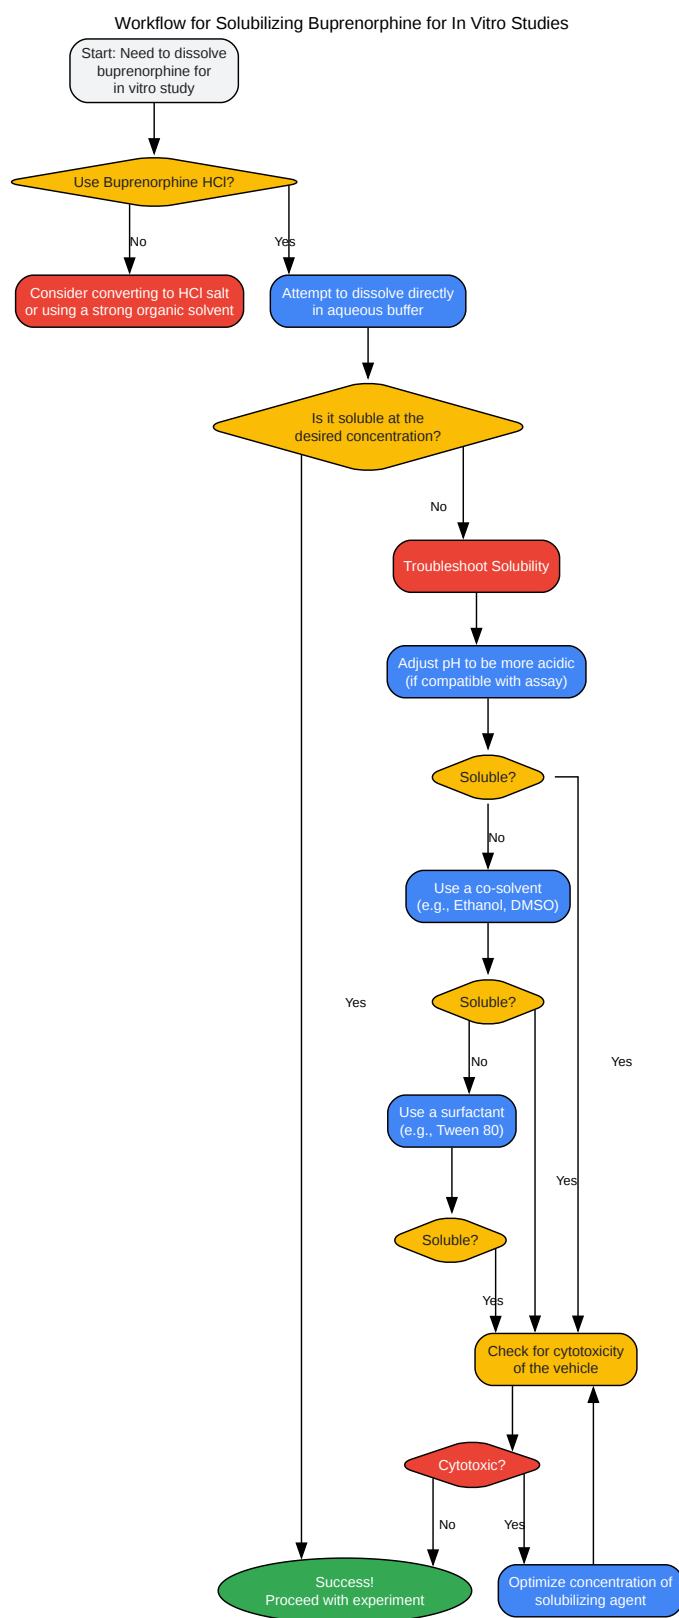 Workflow for Solubilizing Buprenorphine for In Vitro Studies
Start: Need to dissolve
buprenorphine for
in vitro study
Use Buprenorphine HCl?
No
Yes
Consider converting to HCl salt
or using a strong organic solvent
Attempt to dissolve directly
in aqueous buffer
Is it soluble at the
desired concentration?
No
Troubleshoot Solubility
Adjust pH to be more acidic
(if compatible with assay)
Soluble?
No
Use a co-solvent
(e.g., Ethanol, DMSO)
Soluble?
Yes
No
Yes
Use a surfactant
(e.g., Tween 80)
Yes
Soluble?
Yes
Check for cytotoxicity
of the vehicle
Cytotoxic?
No
Yes
Success!
Proceed with experiment
Optimize concentration of
solubilizing agent